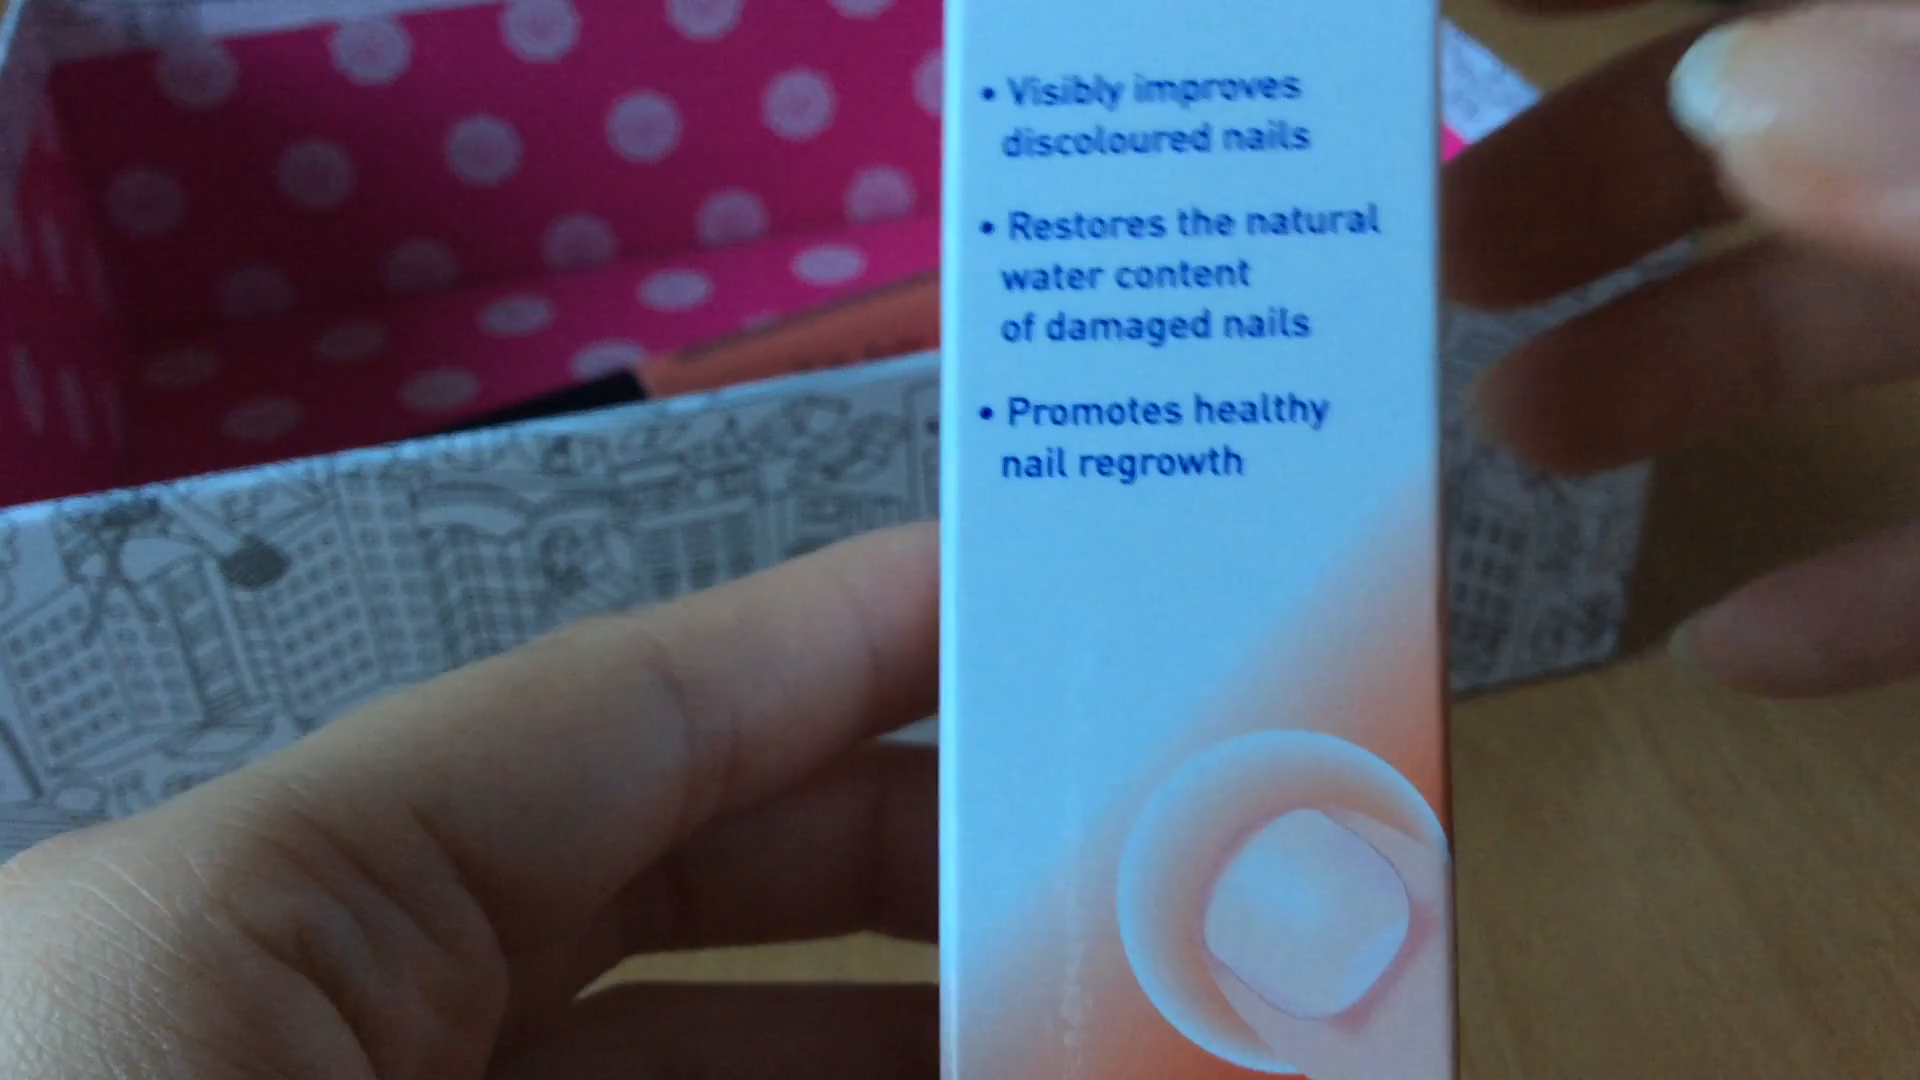 • Visibly improves
discoloured nails
• Restores the natural
water content
of damaged nails
• Promotes healthy
nail regrowth